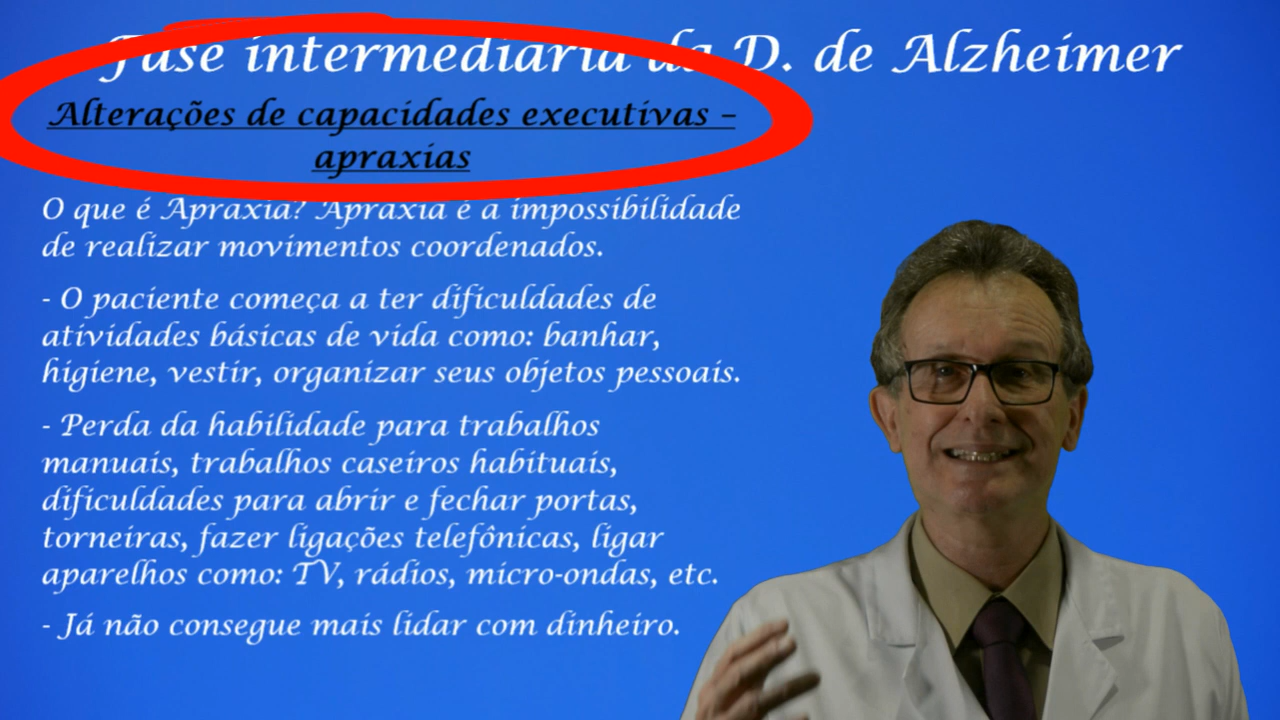 Fase intermediária da D. de Alzheimer
Alterações de capacidades executivas –
apraxias
O que é Apraxia? Apraxia é a impossibilidade
de realizar movimentos coordenados.
- O paciente começa a ter dificuldades de
atividades básicas de vida como: banhar,
higiene, vestir, organizar seus objetos pessoais.
- Perda da habilidade para trabalhos
manuais, trabalhos caseiros habituais,
dificuldades para abrir e fechar portas,
torneiras, fazer ligações telefônicas, ligar
aparelhos como: TV, rádios, micro-ondas, etc.
- Já não consegue mais lidar com dinheiro.